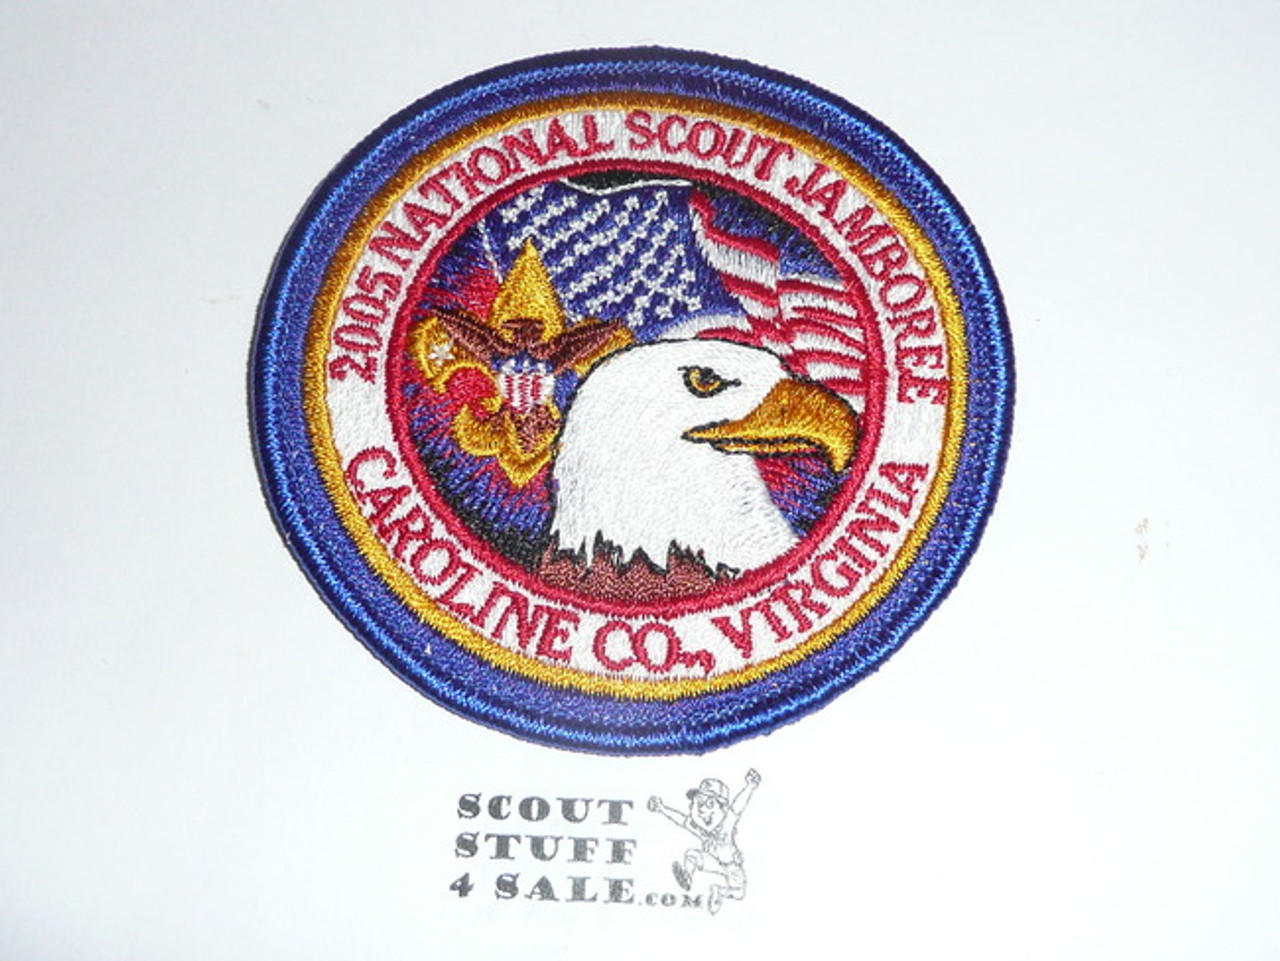 2005 NATIONAL SCOUT JAMBOREE
CAROLINE CO., VIRGINIA
SCOUT
STUFF
4 SALE.COM